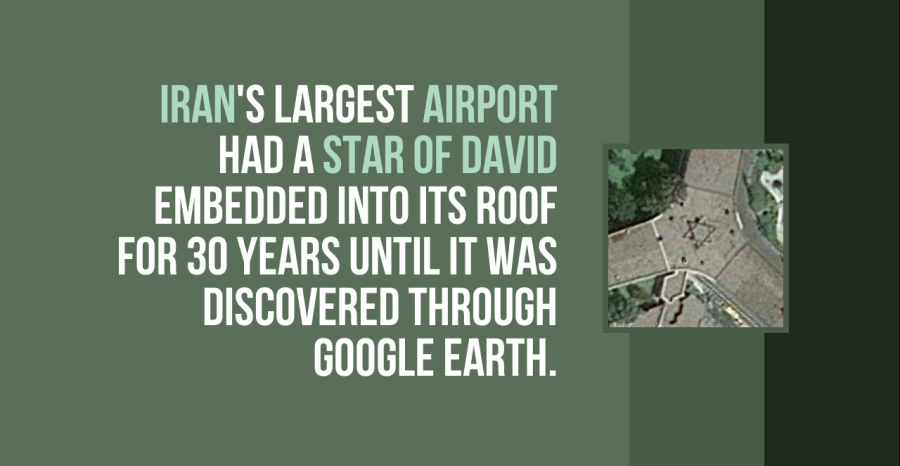 IRAN'S LARGEST AIRPORT
HAD A STAR OF DAVID
EMBEDDED INTO ITS ROOF
FOR 30 YEARS UNTIL IT WAS
DISCOVERED THROUGH
GOOGLE EARTH.